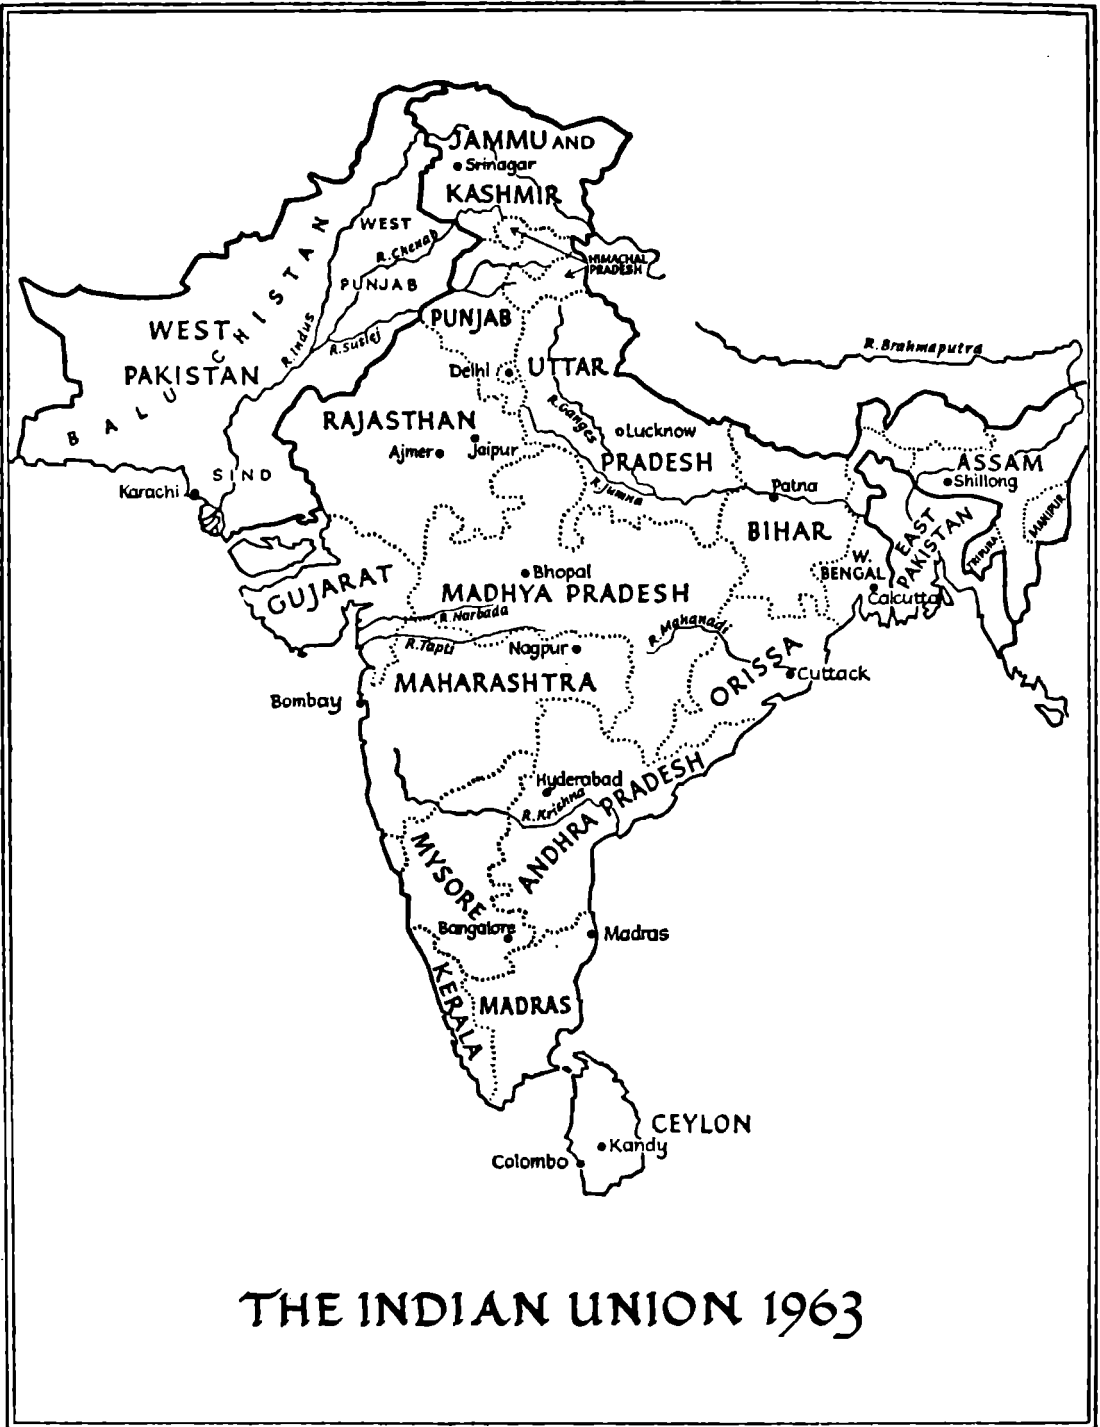 JAMMU AND
Srinagar
KASHMIR
WEST
R. Chenab
PUNJAB
HIMACHAL
PRADESH
BALUCHISTAN
WEST
PAKISTAN
R. Indus
R. Sutlej
PUNJAB
R. Brahmaputra
Delhi
UTTAR
R. Ganges
RAJASTHAN
Lucknow
Ajmer
Jaipur
PRADESH
ASSAM
SIND
Shillong
Karachi
R. Jumna
Patna
MANIPUR
BIHAR
EAST
PAKISTAN
TRIPURA
W.
BENGAL
GUJARAT
Bhopal
MADHYA PRADESH
Calcutta
R. Narbada
R. Mahanadi
R. Tapti
Nagpur
ORISSA
Cuttack
MAHARASHTRA
Bombay
Hyderabad
R. Krishna
ANDHRA PRADESH
MYSORE
Bangalore
Madras
KERALA
MADRAS
CEYLON
Kandy
Colombo
THE INDIAN UNION 1963